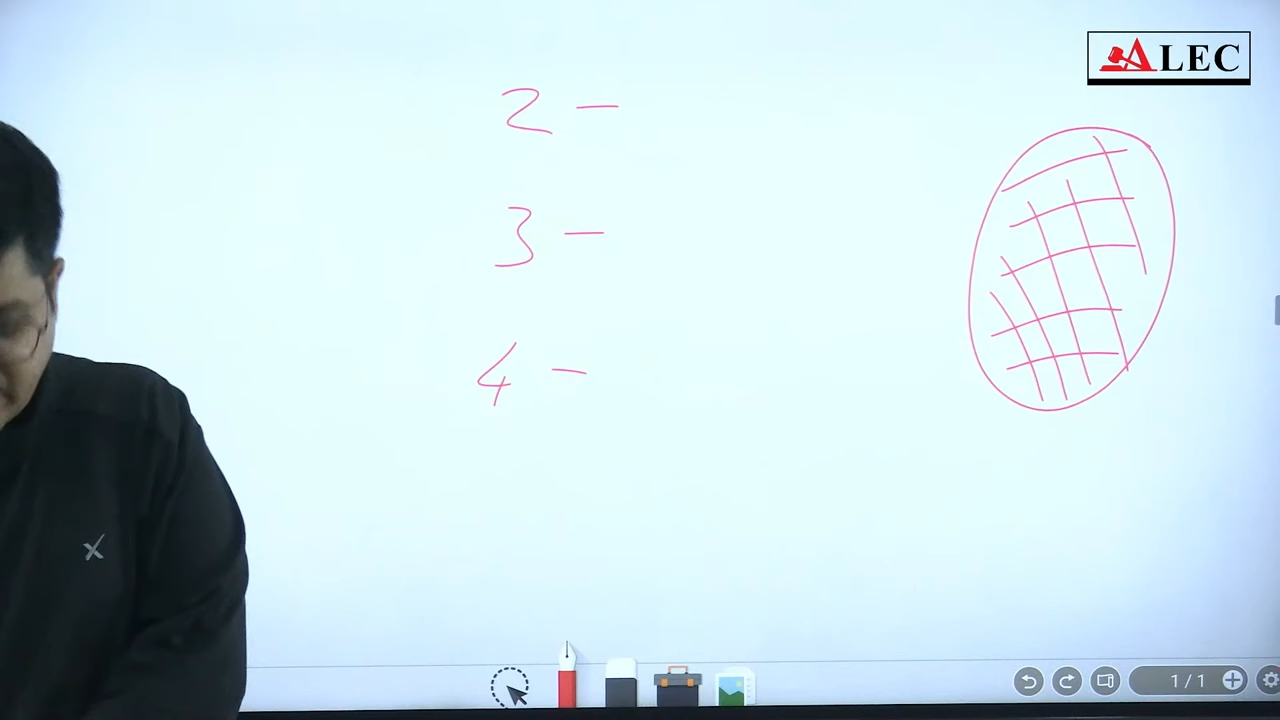 ALEC
2 –
3 –
4 –
1 / 1